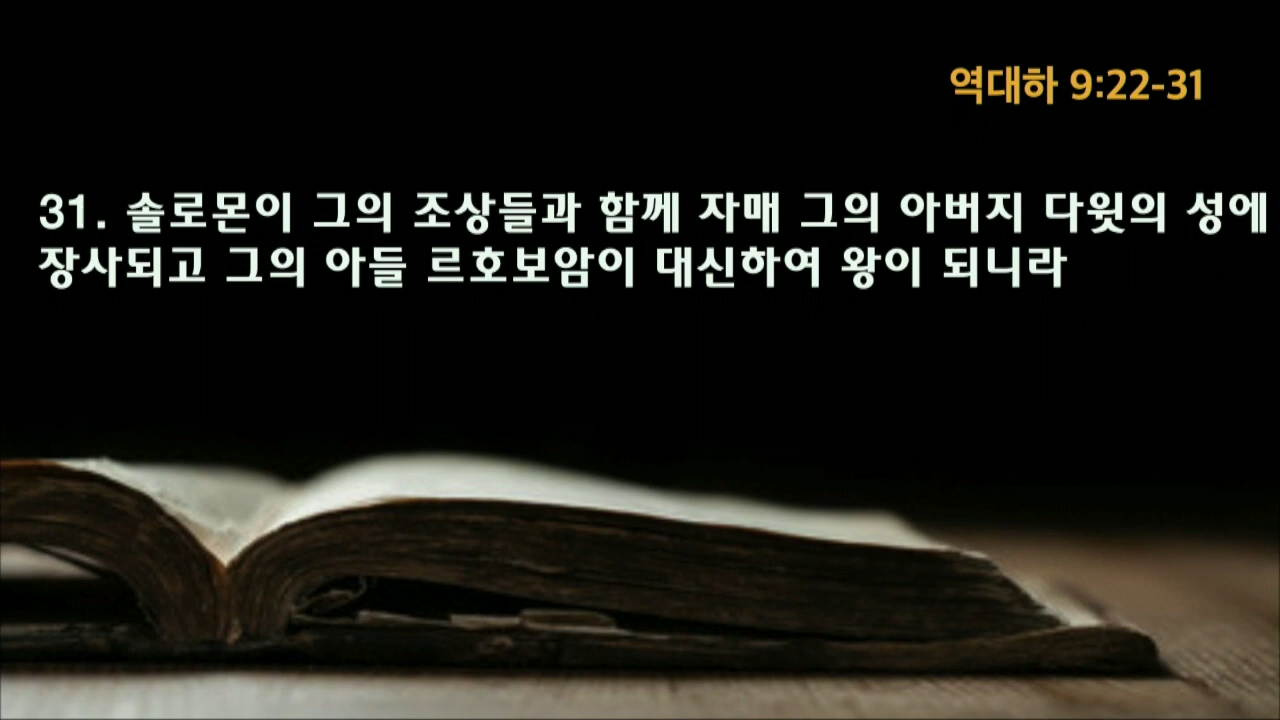 역대하 9:22-31
31. 솔로몬이 그의 조상들과 함께 자매 그의 아버지 다윗의 성에
장사되고 그의 아들 르호보암이 대신하여 왕이 되니라